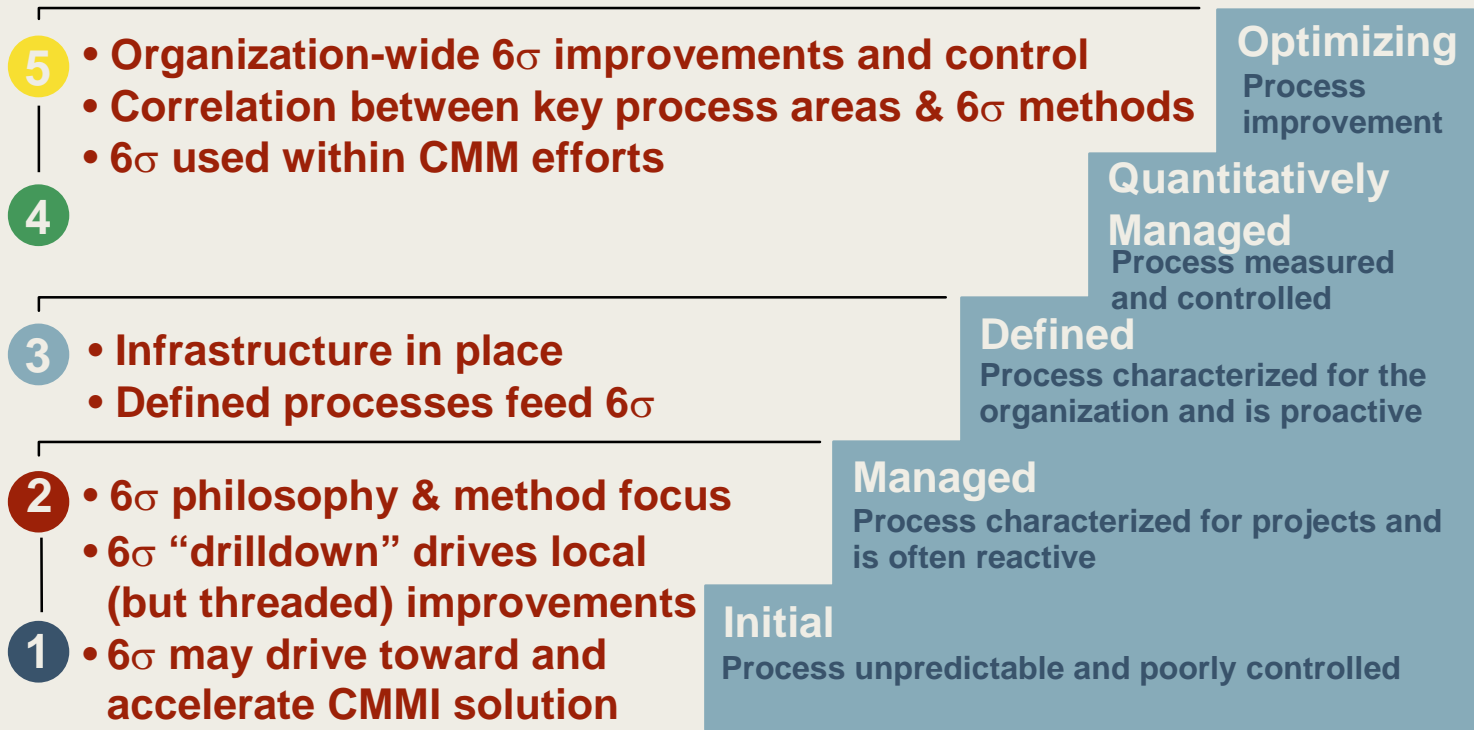 5
• Organization-wide 6σ improvements and control
• Correlation between key process areas & 6σ methods
• 6σ used within CMM efforts
4
Optimizing
Process
improvement
Quantitatively
Managed
Process measured
and controlled
3
• Infrastructure in place
• Defined processes feed 6σ
Defined
Process characterized for the
organization and is proactive
2
• 6σ philosophy & method focus
• 6σ “drilldown” drives local
(but threaded) improvements
1
• 6σ may drive toward and
accelerate CMMI solution
Managed
Process characterized for projects and
is often reactive
Initial
Process unpredictable and poorly controlled